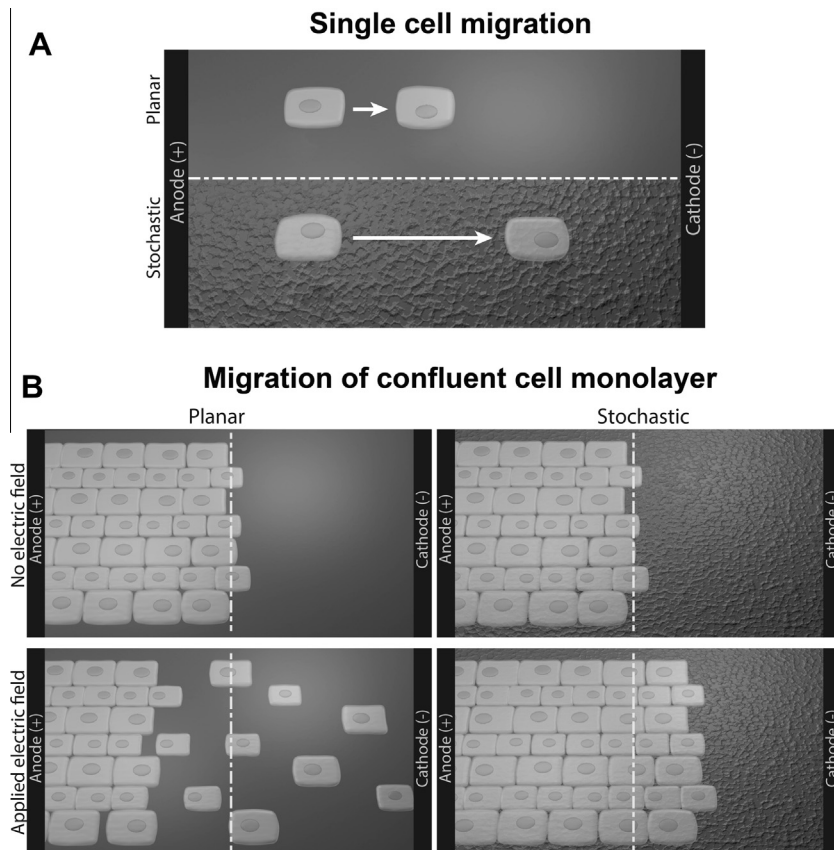 A
Single cell migration
Planar
Stochastic
Anode (+)
Cathode (-)
B
Migration of confluent cell monolayer
Planar
Stochastic
No electric field
Anode (+)
Cathode (-)
Anode (+)
Cathode (-)
Applied electric field
Anode (+)
Cathode (-)
Anode (+)
Cathode (-)